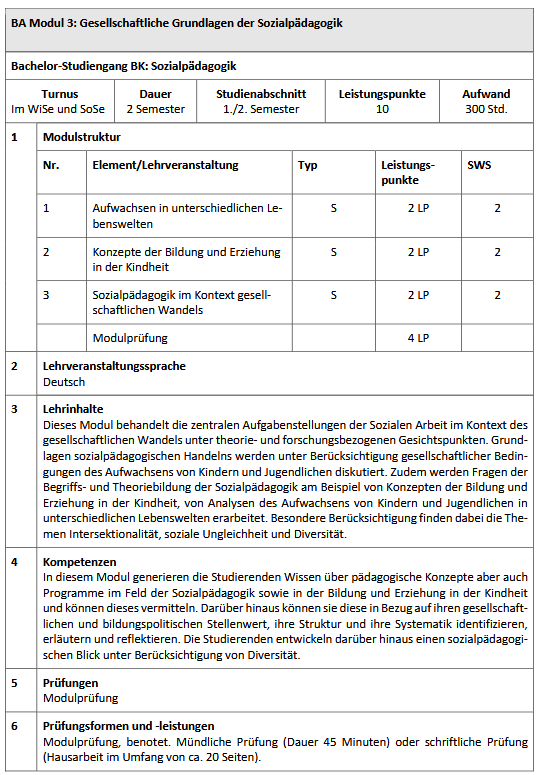 BA Modul 3: Gesellschaftliche Grundlagen der Sozialpädagogik
Bachelor-Studiengang BK: Sozialpädagogik
Turnus Dauer Studienabschnitt Leistungspunkte Aufwand
Im WiSe und SoSe 2 Semester 1./2. Semester 10 300 Std.
1 Modulstruktur
Nr. Element/Lehrveranstaltung Typ Leistungs- SWS
punkte
1 Aufwachsen in unterschiedlichen Le- S 2 LP 2
benswelten
2 Konzepte der Bildung und Erziehung S 2 LP 2
in der Kindheit
3 Sozialpädagogik im Kontext gesell- S 2 LP 2
schaftlichen Wandels
Modulprüfung 4 LP
2 Lehrveranstaltungssprache
Deutsch
3 Lehrinhalte
Dieses Modul behandelt die zentralen Aufgabenstellungen der Sozialen Arbeit im Kontext des
gesellschaftlichen Wandels unter theorie- und forschungsbezogenen Gesichtspunkten. Grund-
lagen sozialpädagogischen Handelns werden unter Berücksichtigung gesellschaftlicher Bedin-
gungen des Aufwachsens von Kindern und Jugendlichen diskutiert. Zudem werden Fragen der
Begriffs- und Theoriebildung der Sozialpädagogik am Beispiel von Konzepten der Bildung und
Erziehung in der Kindheit, von Analysen des Aufwachsens von Kindern und Jugendlichen in
unterschiedlichen Lebenswelten erarbeitet. Besondere Berücksichtigung finden dabei die The-
men Intersektionalität, soziale Ungleichheit und Diversität.
4 Kompetenzen
In diesem Modul generieren die Studierenden Wissen über pädagogische Konzepte aber auch
Programme im Feld der Sozialpädagogik sowie in der Bildung und Erziehung in der Kindheit
und können dieses vermitteln. Darüber hinaus können sie diese in Bezug auf ihren gesellschaft-
lichen und bildungspolitischen Stellenwert, ihre Struktur und ihre Systematik identifizieren,
erläutern und reflektieren. Die Studierenden entwickeln darüber hinaus einen sozialpädagogi-
schen Blick unter Berücksichtigung von Diversität.
5 Prüfungen
Modulprüfung
6 Prüfungsformen und -leistungen
Modulprüfung, benotet. Mündliche Prüfung (Dauer 45 Minuten) oder schriftliche Prüfung
(Hausarbeit im Umfang von ca. 20 Seiten).